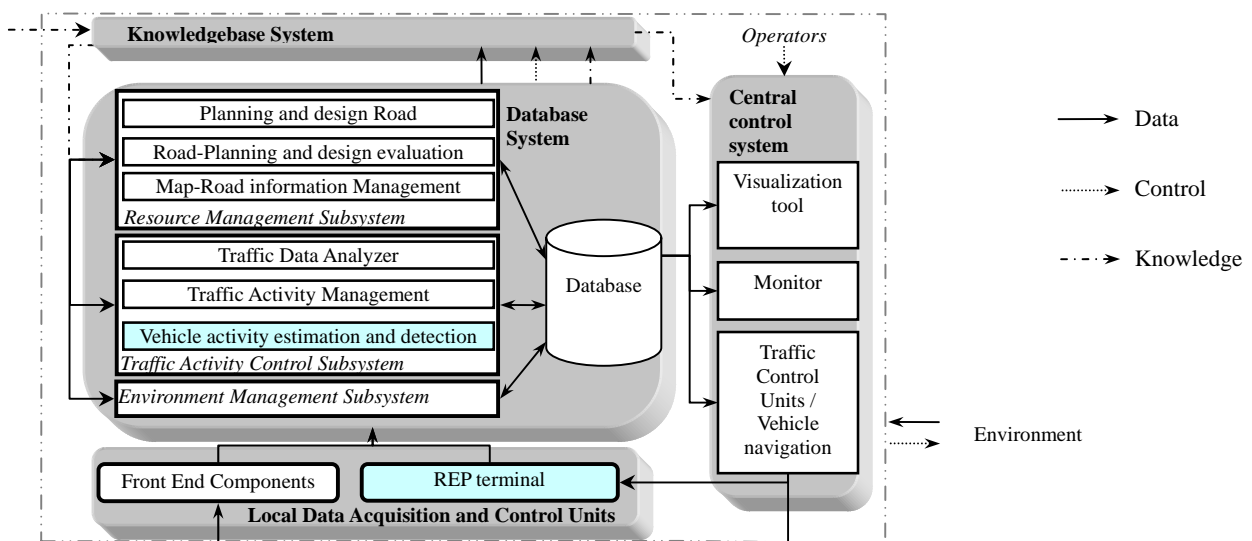 Knowledgebase System
Operators
Planning and design Road
Road-Planning and design evaluation
Map-Road information Management
Resource Management Subsystem
Database
System
Traffic Data Analyzer
Traffic Activity Management
Vehicle activity estimation and detection
Traffic Activity Control Subsystem
Environment Management Subsystem
Database
Central
control
system
Visualization
tool
Monitor
Traffic
Control
Units /
Vehicle
navigation
Front End Components
REP terminal
Local Data Acquisition and Control Units
Data
Control
Knowledge
Environment